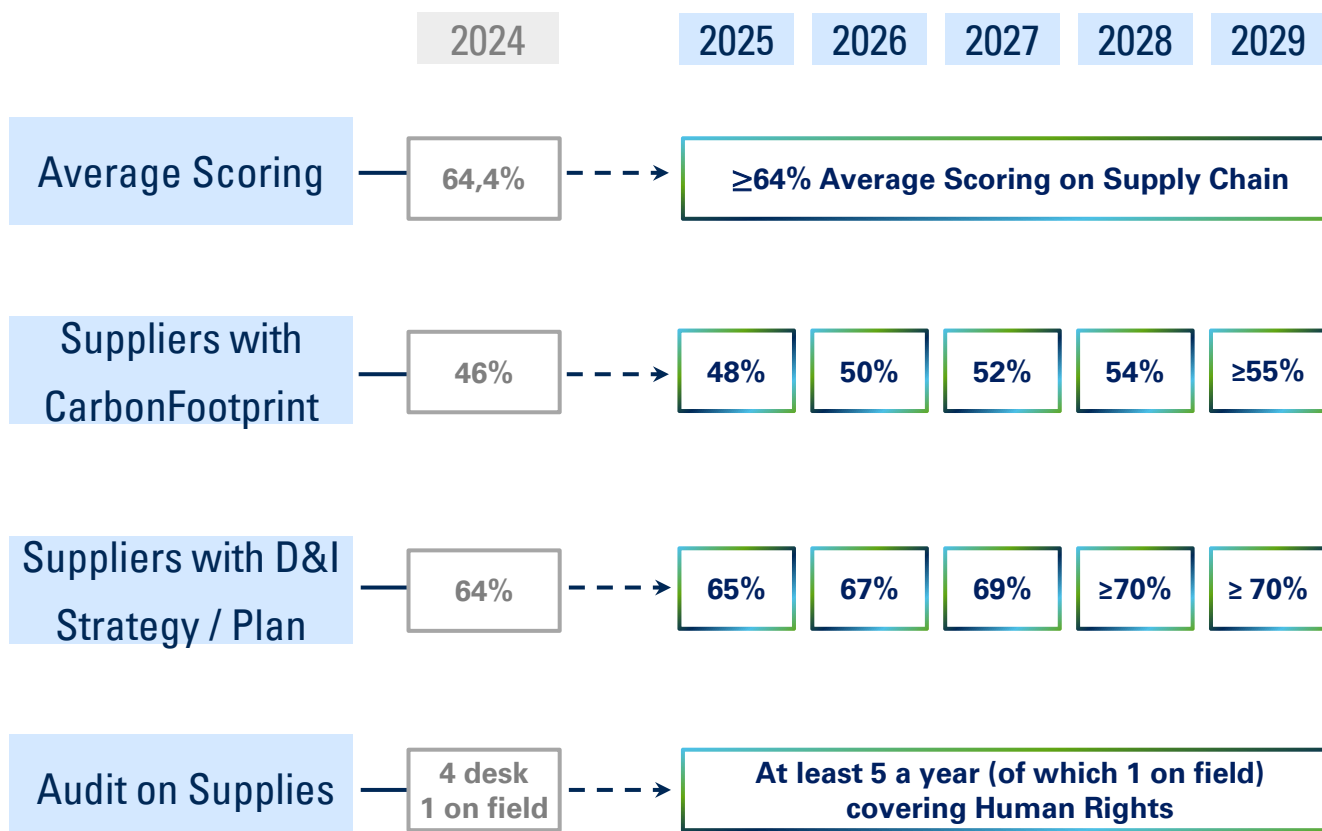 2024 2025 2026 2027 2028 2029
Average Scoring 64,4% ≥64% Average Scoring on Supply Chain
Suppliers with
CarbonFootprint
46% 48% 50% 52% 54% ≥55%
Suppliers with D&I
Strategy / Plan
64% 65% 67% 69% ≥70% ≥ 70%
Audit on Supplies
4 desk
1 on field
At least 5 a year (of which 1 on field)
covering Human Rights